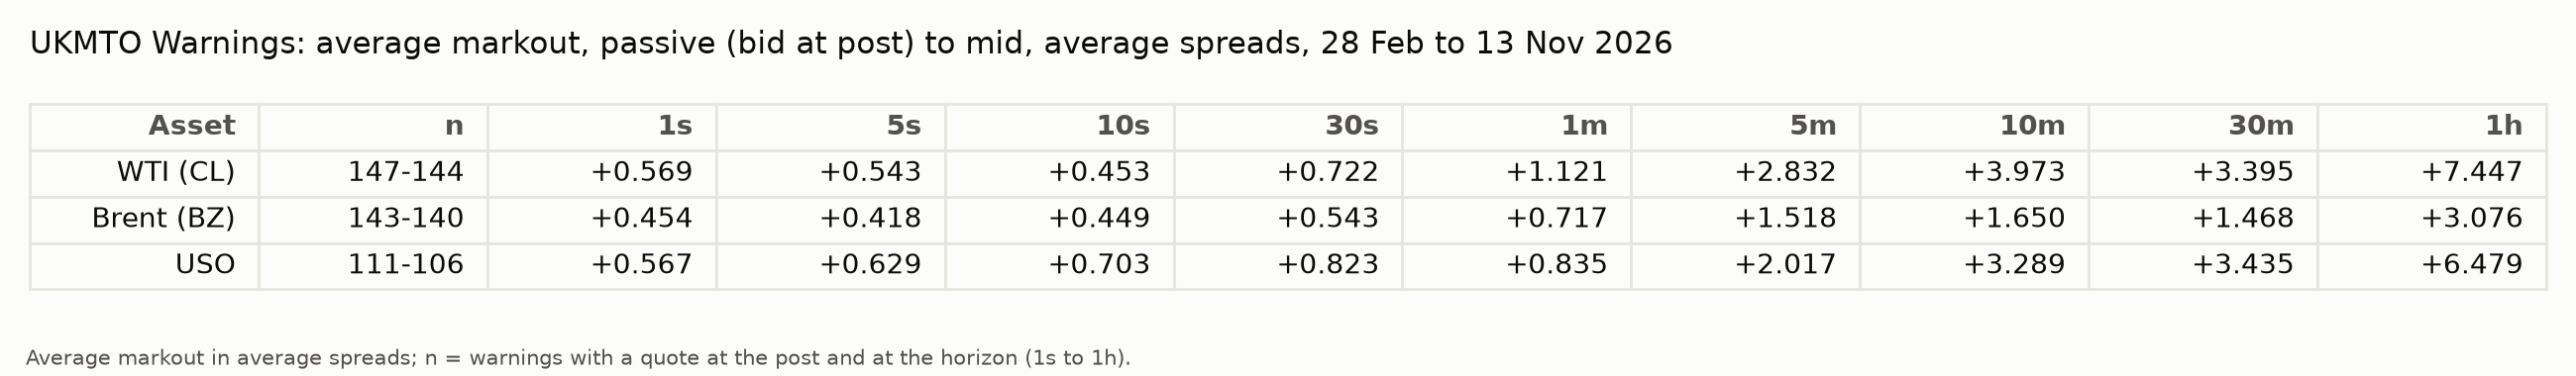 UKMTO Warnings: average markout, passive (bid at post) to mid, average spreads, 28 Feb to 13 Nov 2026
Asset n 1s 5s 10s 30s 1m 5m 10m 30m 1h
WTI (CL) 147-144 +0.569 +0.543 +0.453 +0.722 +1.121 +2.832 +3.973 +3.395 +7.447
Brent (BZ) 143-140 +0.454 +0.418 +0.449 +0.543 +0.717 +1.518 +1.650 +1.468 +3.076
USO 111-106 +0.567 +0.629 +0.703 +0.823 +0.835 +2.017 +3.289 +3.435 +6.479
Average markout in average spreads; n = warnings with a quote at the post and at the horizon (1s to 1h).